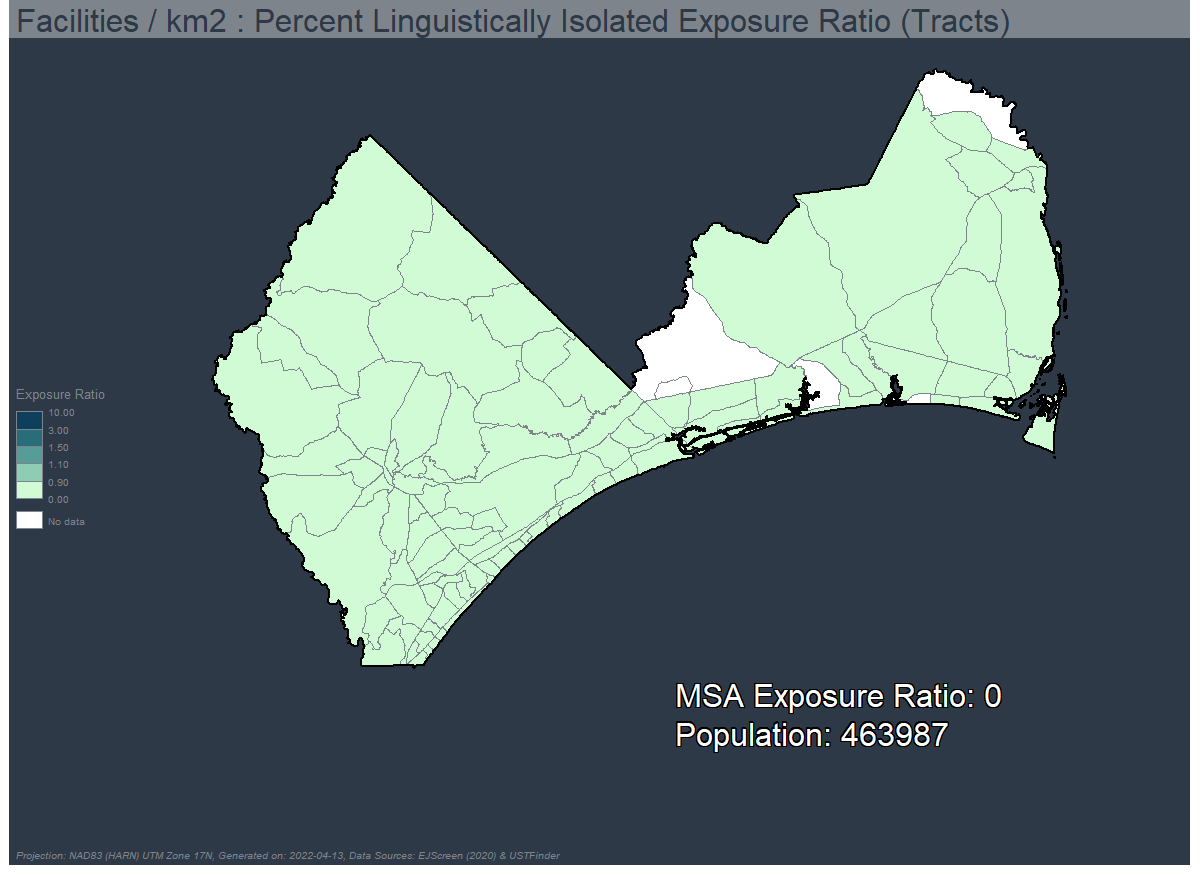 Facilities / km2 : Percent Linguistically Isolated Exposure Ratio (Tracts)
Exposure Ratio
10.00
3.00
1.50
1.10
0.90
0.00
No data
MSA Exposure Ratio: 0
Population: 463987
Projection: NAD83 (HARN) UTM Zone 17N, Generated on: 2022-04-13, Data Sources: EJScreen (2020) & USTFinder